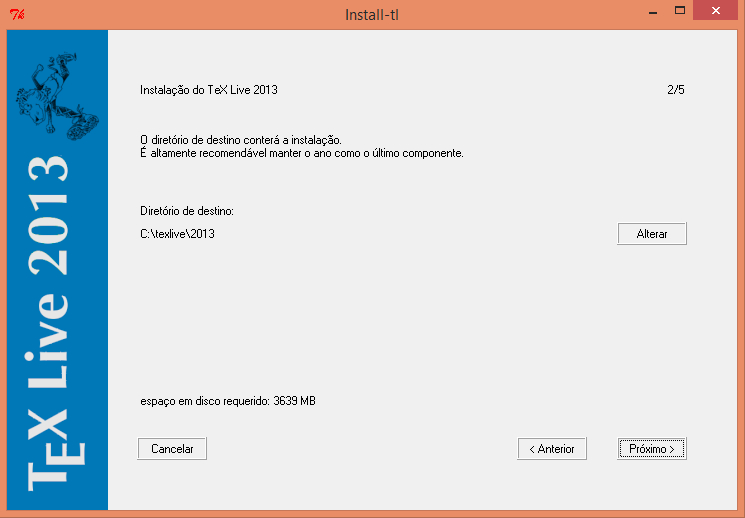 Install-tl
Instalação do TeX Live 2013
2/5
O diretório de destino conterá a instalação.
É altamente recomendável manter o ano como o último componente.
Diretório de destino:
C:\texlive\2013
Alterar
espaço em disco requerido: 3639 MB
Cancelar
< Anterior
Próximo >
TEX Live 2013